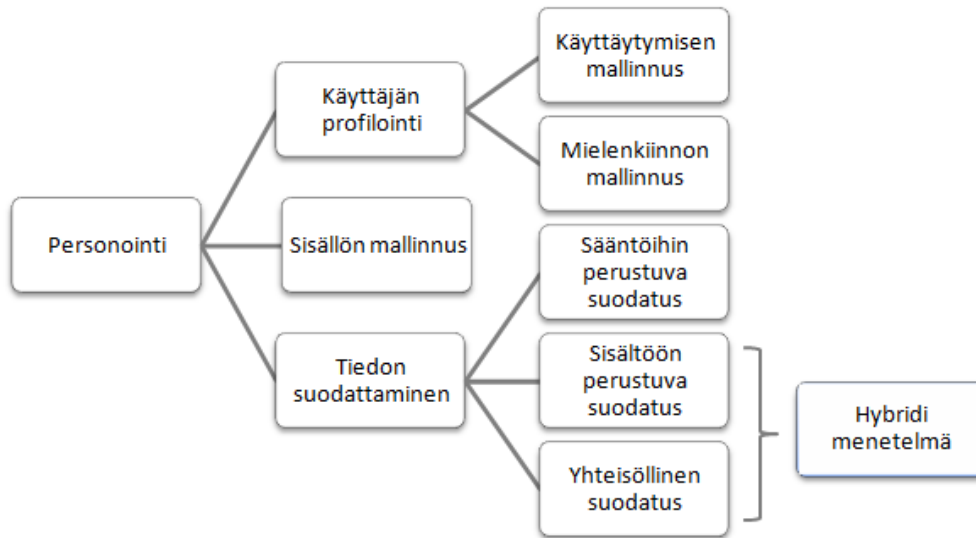 Käyttäytymisen
mallinnus
Käyttäjän
profilointi
Mielenkiinnon
mallinnus
Personointi
Sisällön mallinnus
Sääntöihin
perustuva
suodatus
Tiedon
suodattaminen
Sisältöön
perustuva
suodatus
Hybridi
menetelmä
Yhteisöllinen
suodatus